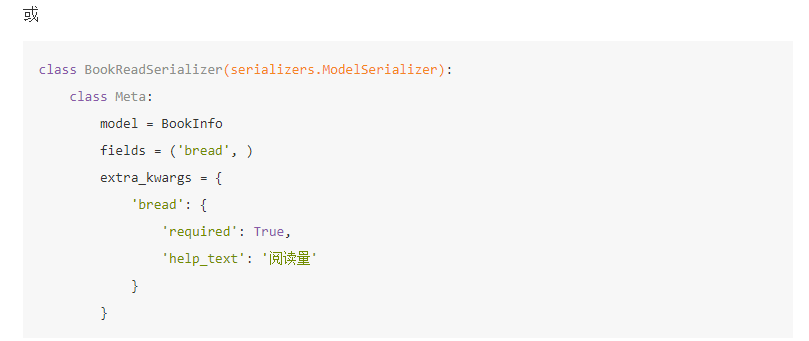 或
class BookReadSerializer(serializers.ModelSerializer):
    class Meta:
        model = BookInfo
        fields = ('bread', )
        extra_kwargs = {
            'bread': {
                'required': True,
                'help_text': '阅读量'
            }
        }